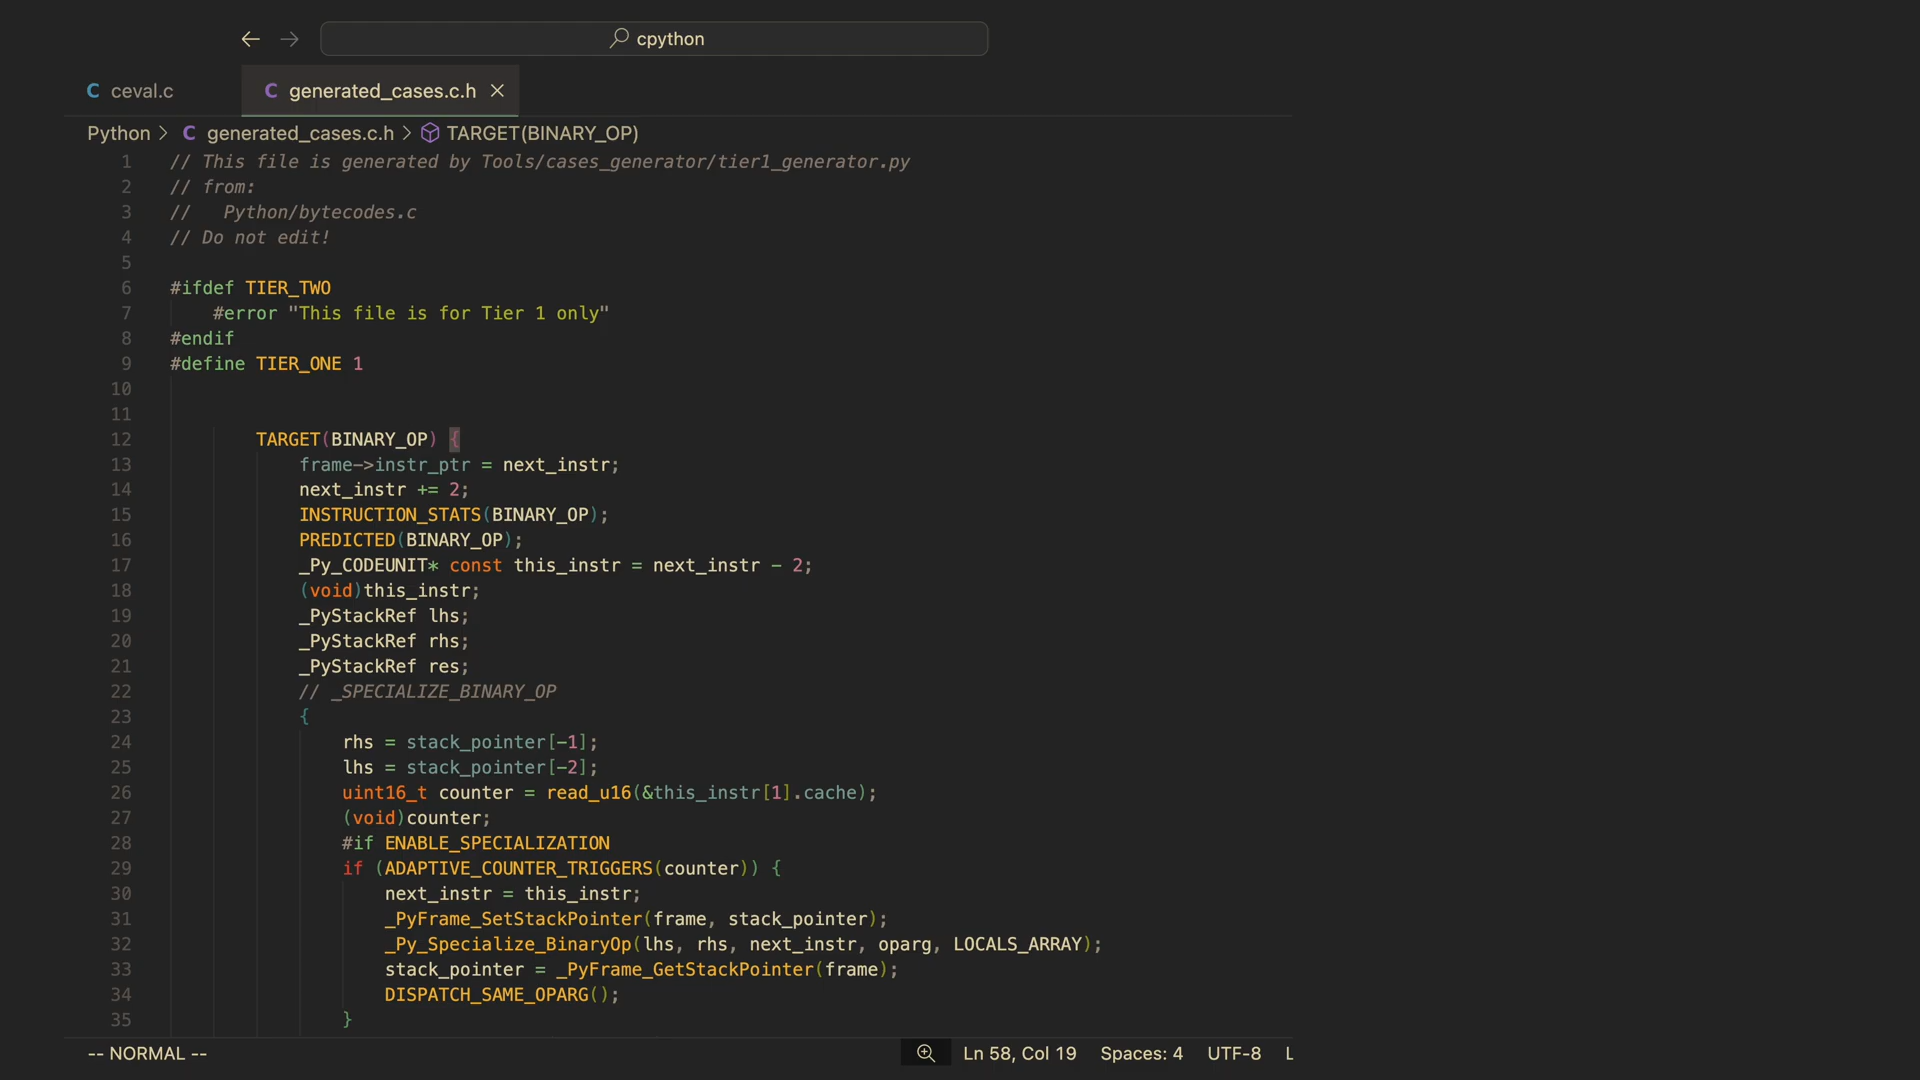 cpython
C ceval.c C generated_cases.c.h
Python > C generated_cases.c.h > TARGET(BINARY_OP)
1 // This file is generated by Tools/cases_generator/tier1_generator.py
2 // from:
3 //   Python/bytecodes.c
4 // Do not edit!
5
6 #ifdef TIER_TWO
7     #error "This file is for Tier 1 only"
8 #endif
9 #define TIER_ONE 1
10
11
12         TARGET(BINARY_OP) {
13             frame->instr_ptr = next_instr;
14             next_instr += 2;
15             INSTRUCTION_STATS(BINARY_OP);
16             PREDICTED(BINARY_OP);
17             _Py_CODEUNIT* const this_instr = next_instr - 2;
18             (void)this_instr;
19             _PyStackRef lhs;
20             _PyStackRef rhs;
21             _PyStackRef res;
22             // _SPECIALIZE_BINARY_OP
23             {
24                 rhs = stack_pointer[-1];
25                 lhs = stack_pointer[-2];
26                 uint16_t counter = read_u16(&this_instr[1].cache);
27                 (void)counter;
28                 #if ENABLE_SPECIALIZATION
29                 if (ADAPTIVE_COUNTER_TRIGGERS(counter)) {
30                     next_instr = this_instr;
31                     _PyFrame_SetStackPointer(frame, stack_pointer);
32                     _Py_Specialize_BinaryOp(lhs, rhs, next_instr, oparg, LOCALS_ARRAY);
33                     stack_pointer = _PyFrame_GetStackPointer(frame);
34                     DISPATCH_SAME_OPARG();
35                 }
-- NORMAL -- Ln 58, Col 19 Spaces: 4 UTF-8 L